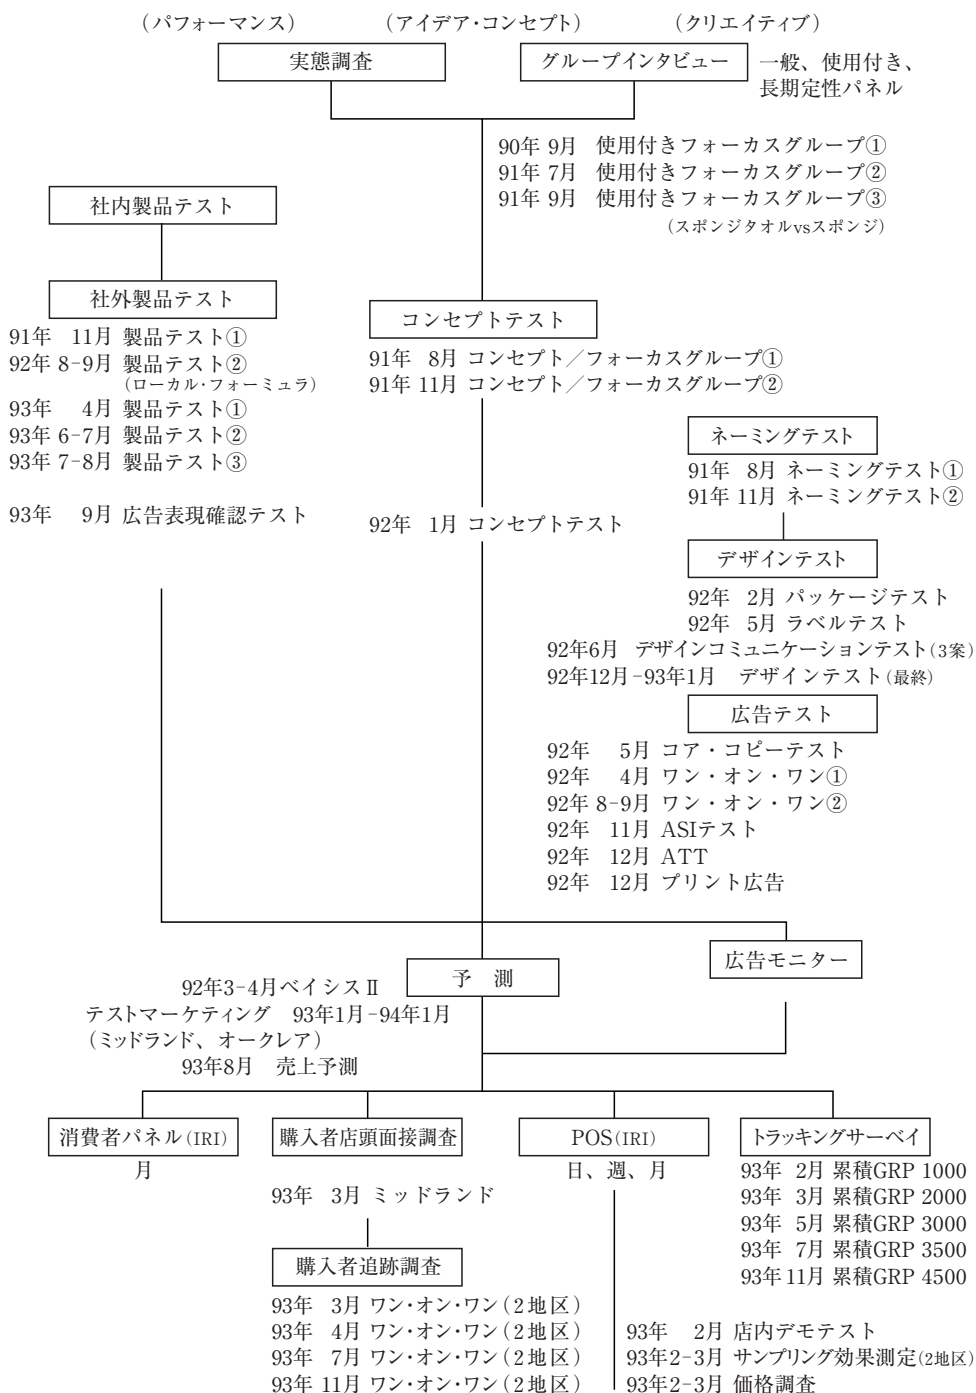 （パフォーマンス）　（アイデア・コンセプト）　（クリエイティブ）
実態調査
グループインタビュー
一般、使用付き、
長期定性パネル
90年 9月　使用付きフォーカスグループ①
91年 7月　使用付きフォーカスグループ②
91年 9月　使用付きフォーカスグループ③
（スポンジタオルvsスポンジ）
社内製品テスト
社外製品テスト
91年　11月 製品テスト①
92年 8-9月 製品テスト②
（ローカル・フォーミュラ）
93年　4月 製品テスト①
93年 6-7月 製品テスト②
93年 7-8月 製品テスト③
93年　9月 広告表現確認テスト
コンセプトテスト
91年　8月 コンセプト／フォーカスグループ①
91年 11月 コンセプト／フォーカスグループ②
92年　1月 コンセプトテスト
ネーミングテスト
91年　8月 ネーミングテスト①
91年 11月 ネーミングテスト②
デザインテスト
92年　2月 パッケージテスト
92年　5月 ラベルテスト
92年6月　デザインコミュニケーションテスト（3案）
92年12月-93年1月　デザインテスト（最終）
広告テスト
92年　5月 コア・コピーテスト
92年　4月 ワン・オン・ワン①
92年 8-9月 ワン・オン・ワン②
92年　11月 ASIテスト
92年　12月 ATT
92年　12月 プリント広告
予　測
広告モニター
92年3-4月ベイシスⅡ
テストマーケティング　93年1月-94年1月
（ミッドランド、オークレア）
93年8月　売上予測
消費者パネル（IRI）
月
購入者店頭面接調査
93年　3月 ミッドランド
購入者追跡調査
93年　3月 ワン・オン・ワン（2地区）
93年　4月 ワン・オン・ワン（2地区）
93年　7月 ワン・オン・ワン（2地区）
93年 11月 ワン・オン・ワン（2地区）
POS（IRI）
日、週、月
93年　2月 店内デモテスト
93年2-3月 サンプリング効果測定（2地区）
93年2-3月 価格調査
トラッキングサーベイ
93年　2月 累積GRP 1000
93年　3月 累積GRP 2000
93年　5月 累積GRP 3000
93年　7月 累積GRP 3500
93年 11月 累積GRP 4500